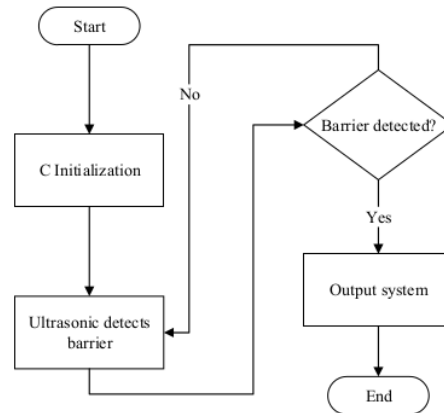 Start
C Initialization
Ultrasonic detects
barrier
No
Barrier detected?
Yes
Output system
End